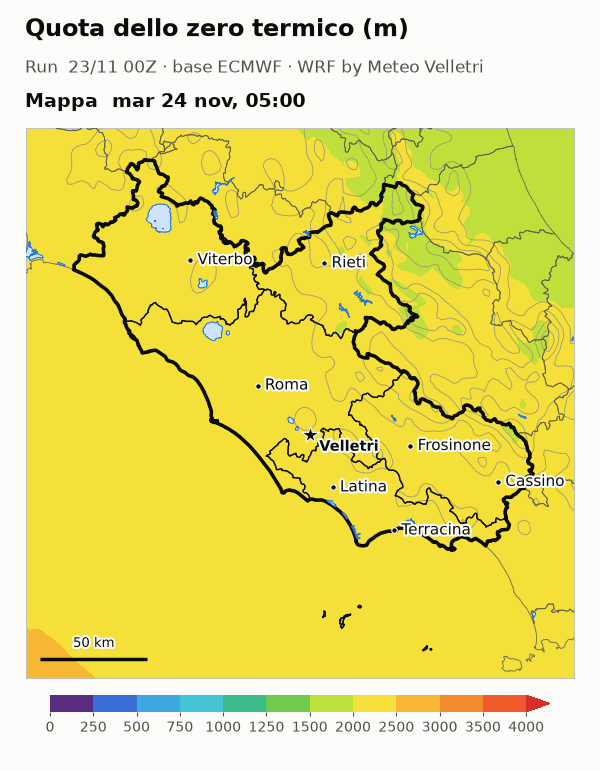 Quota dello zero termico (m)
Run  23/11 00Z · base ECMWF · WRF by Meteo Velletri
Mappa  mar 24 nov, 05:00
Viterbo
Rieti
Roma
Velletri
Frosinone
Cassino
Latina
Terracina
50 km
0 250 500 750 1000 1250 1500 2000 2500 3000 3500 4000